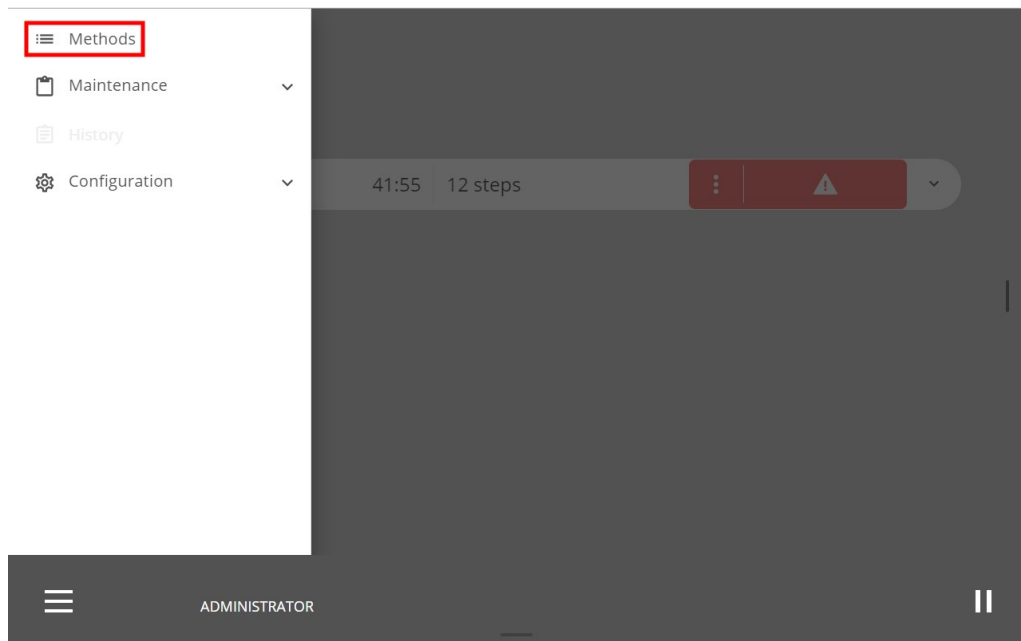 Methods
Maintenance
History
Configuration
41:55 12 steps
ADMINISTRATOR